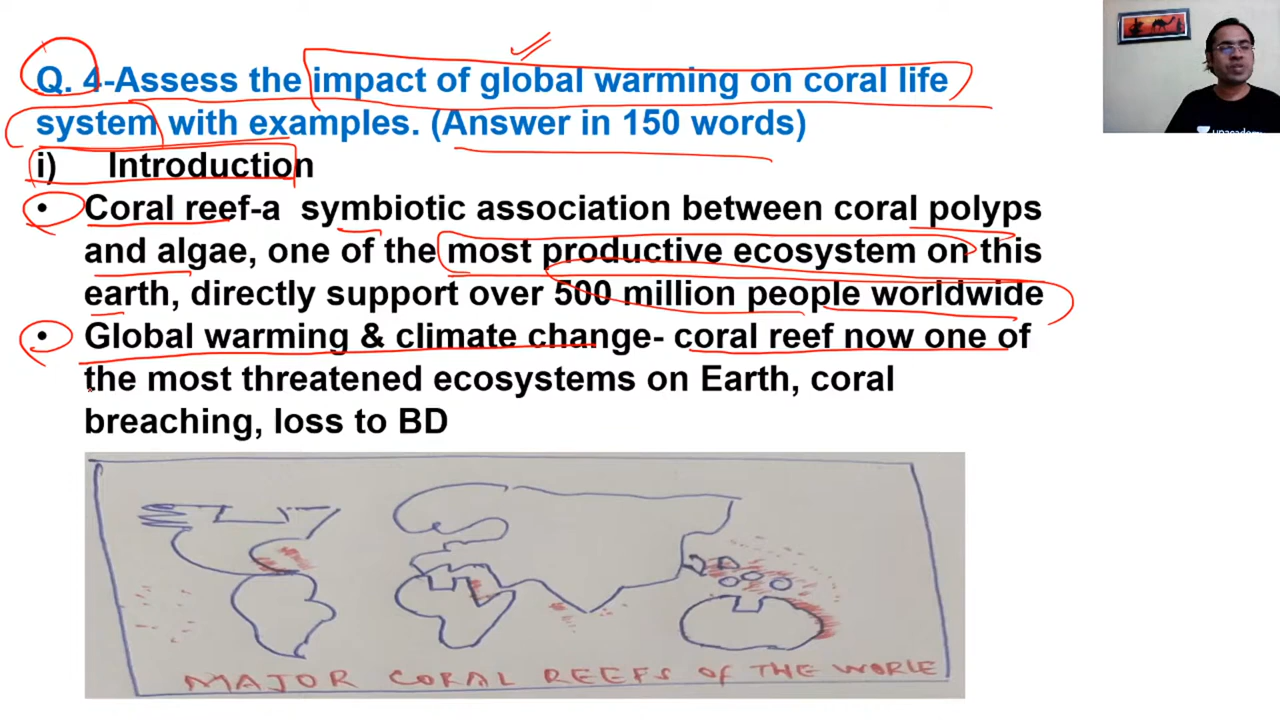 Q. 4-Assess the impact of global warming on coral life
system with examples. (Answer in 150 words)
i) Introduction
• Coral reef-a symbiotic association between coral polyps
and algae, one of the most productive ecosystem on this
earth, directly support over 500 million people worldwide
• Global warming & climate change- coral reef now one of
the most threatened ecosystems on Earth, coral
breaching, loss to BD
MAJOR CORAL REEFS OF THE WORLE